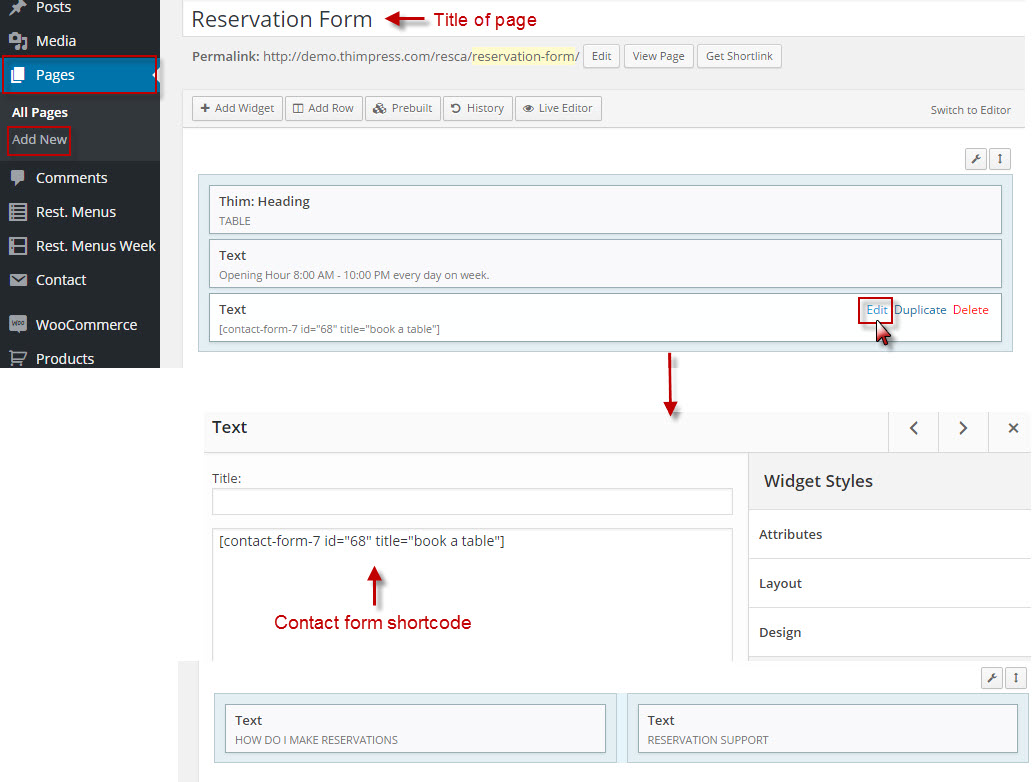 Posts
Media
Pages
All Pages
Add New
Comments
Rest. Menus
Rest. Menus Week
Contact
woo WooCommerce
Products
Reservation Form Title of page
Permalink: http://demo.thimpress.com/resca/reservation-form/ Edit View Page Get Shortlink
+ Add Widget Add Row Prebuilt History Live Editor Switch to Editor
Thim: Heading
TABLE
Text
Opening Hour 8:00 AM - 10:00 PM every day on week.
Text Edit Duplicate Delete
[contact-form-7 id="68" title="book a table"]
Text
Title:
[contact-form-7 id="68" title="book a table"]
Contact form shortcode
Widget Styles
Attributes
Layout
Design
Text
HOW DO I MAKE RESERVATIONS
Text
RESERVATION SUPPORT